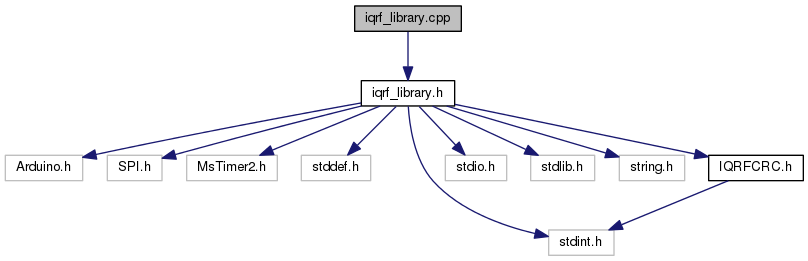 iqrf_library.cpp
iqrf_library.h
Arduino.h
SPI.h
MsTimer2.h
stddef.h
stdio.h
stdlib.h
string.h
IQRFCRC.h
stdint.h